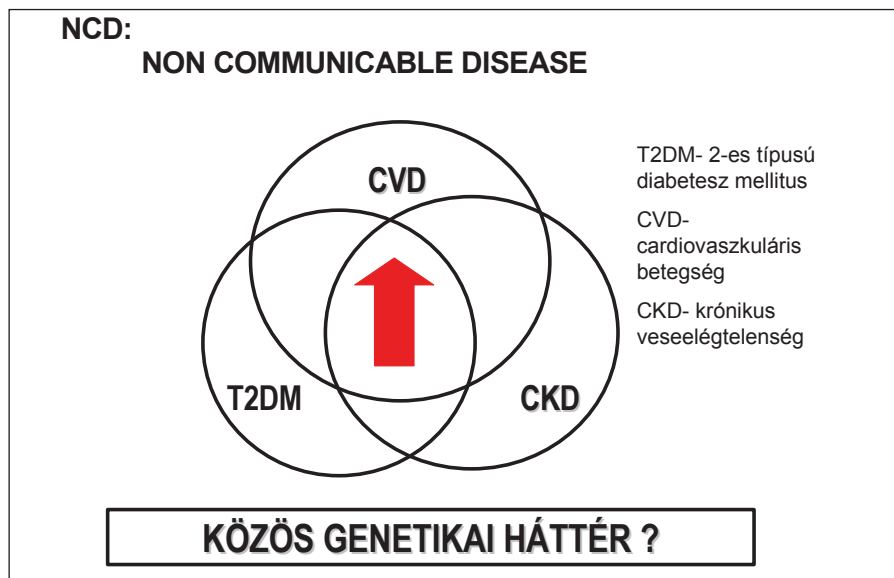 NCD:
NON COMMUNICABLE DISEASE
CVD
T2DM
CKD
T2DM- 2-es típusú
diabetesz mellitus
CVD-
cardiovaszkuláris
betegség
CKD- krónikus
veseelégtelenség
KÖZÖS GENETIKAI HÁTTÉR ?